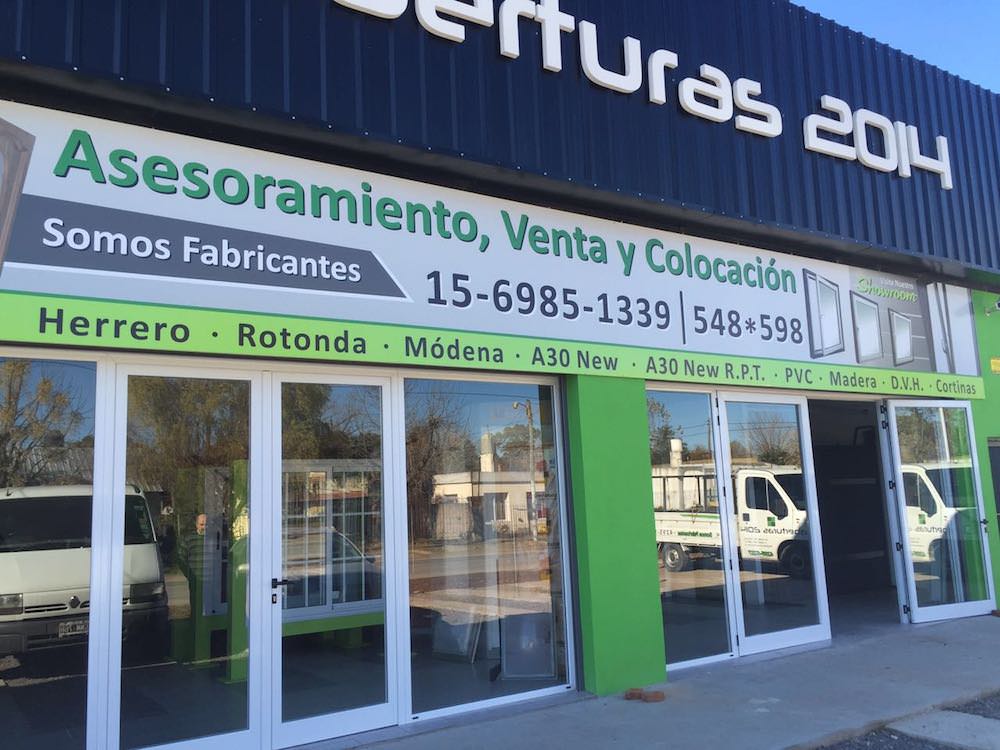 erturas 2014
Asesoramiento, Venta y Colocación
Somos Fabricantes
15-6985-1339 | 548*598
Showroom
Herrero · Rotonda · Módena · A30 New · A30 New R.P.T. · PVC · Madera · D.V.H. · Cortinas